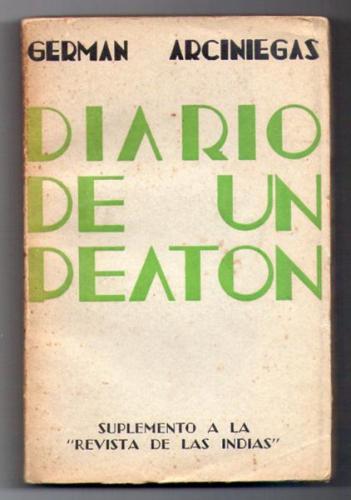 GERMAN ARCINIEGAS
DIARIO
DE UN
PEATON
SUPLEMENTO A LA
"REVISTA DE LAS INDIAS"